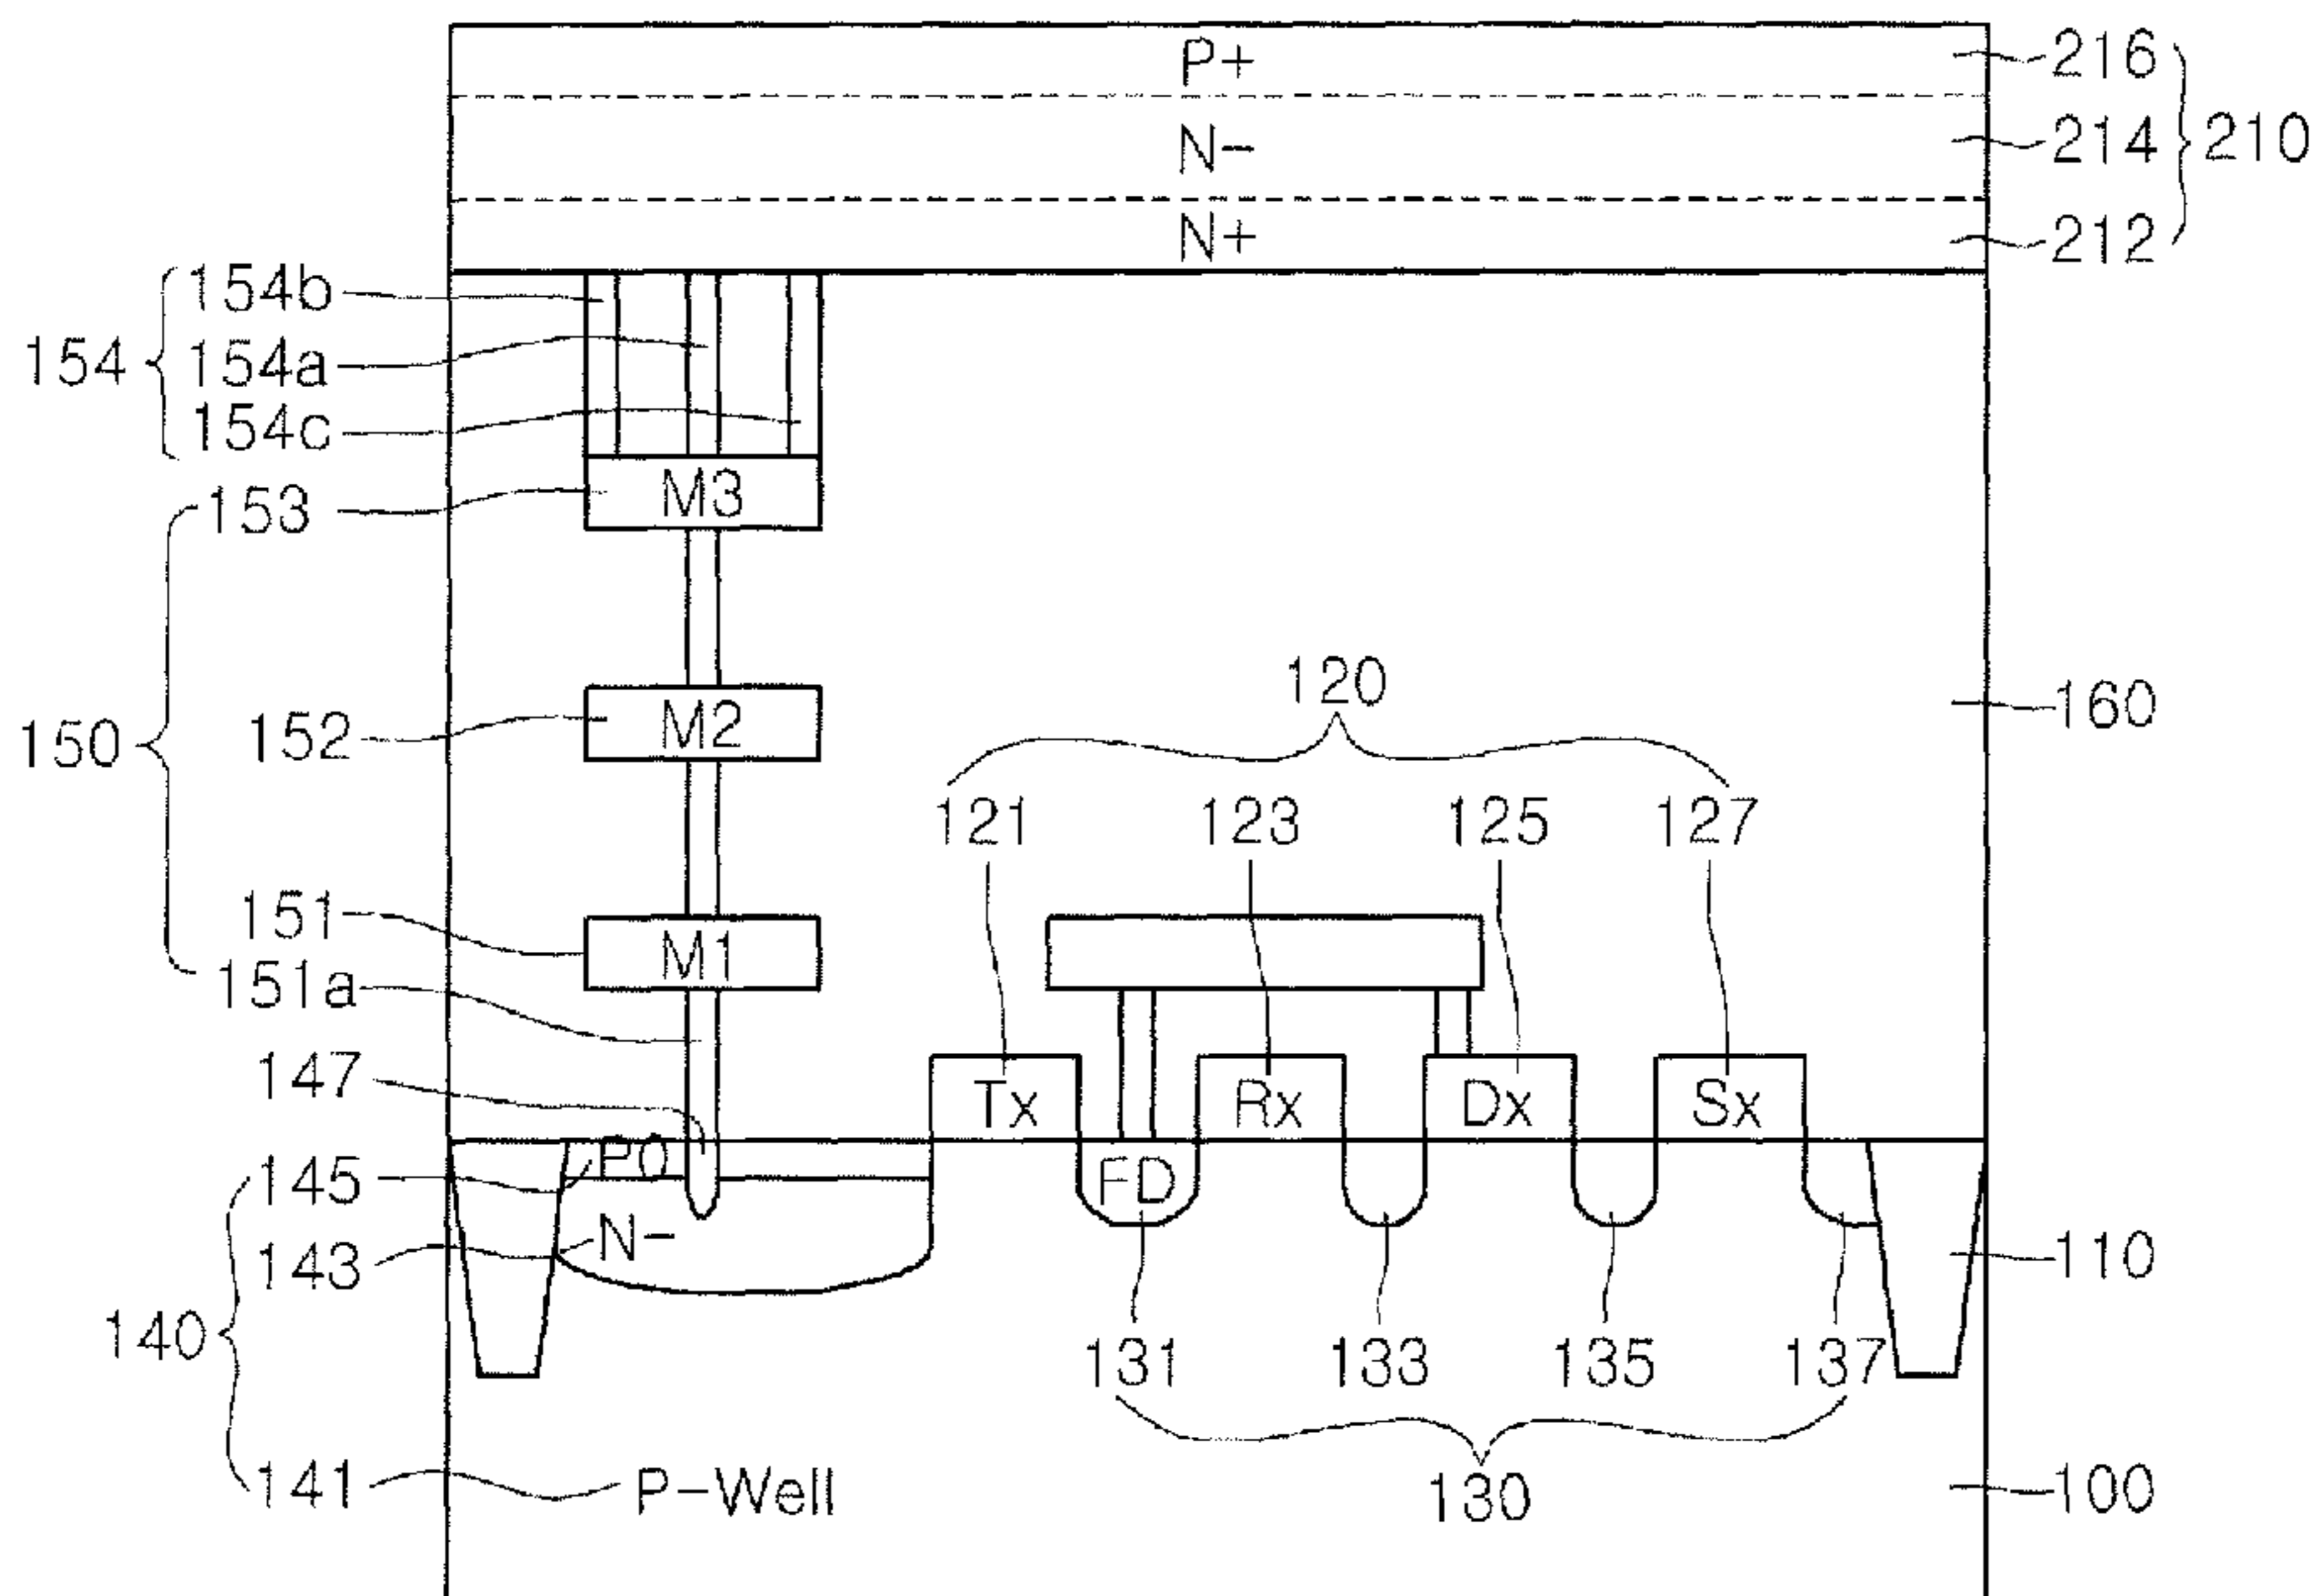 P+ 216
N- 214 210
N+ 212
154b
154 154a
154c
153 M3
120
150 152 M2 160
121 123 125 127
151 M1
151a
147 Tx Rx Dx Sx
145 P0 FD
143 N- 110
140 131 133 135 137
141 P-Well 130 100